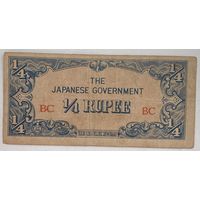 1/4 1/4
THE
JAPANESE GOVERNMENT
BC 1/4 RUPEE BC
1/4 1/4